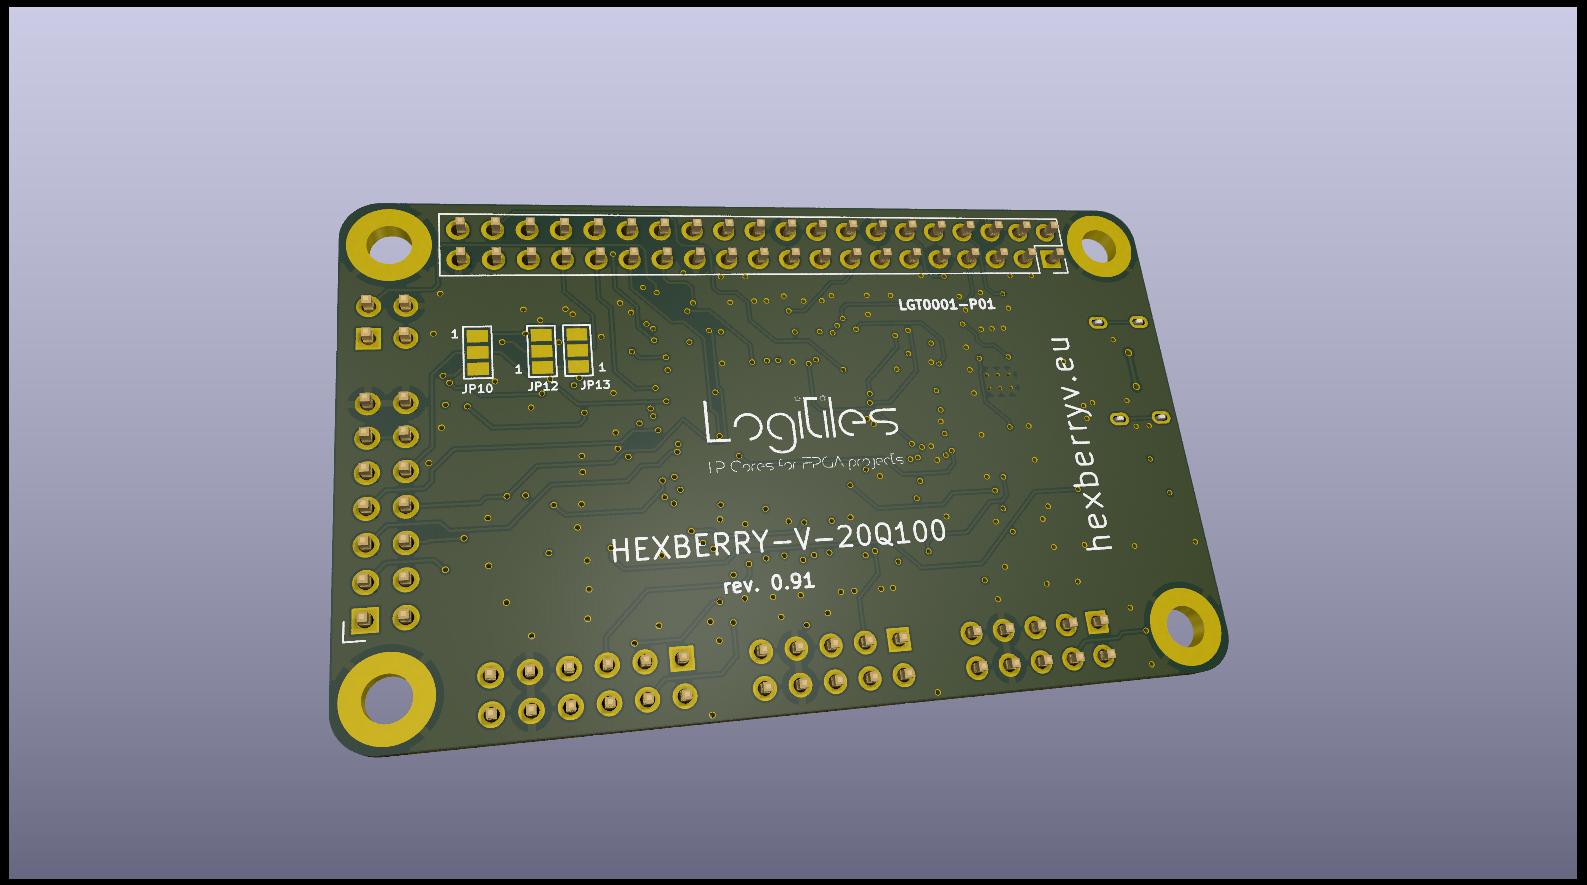 LGT0001-P01
1
JP10
1
JP12
1
JP13
LogiTiles
IP Cores for FPGA projects
hexberryv.eu
HEXBERRY-V-20Q100
rev. 0.91